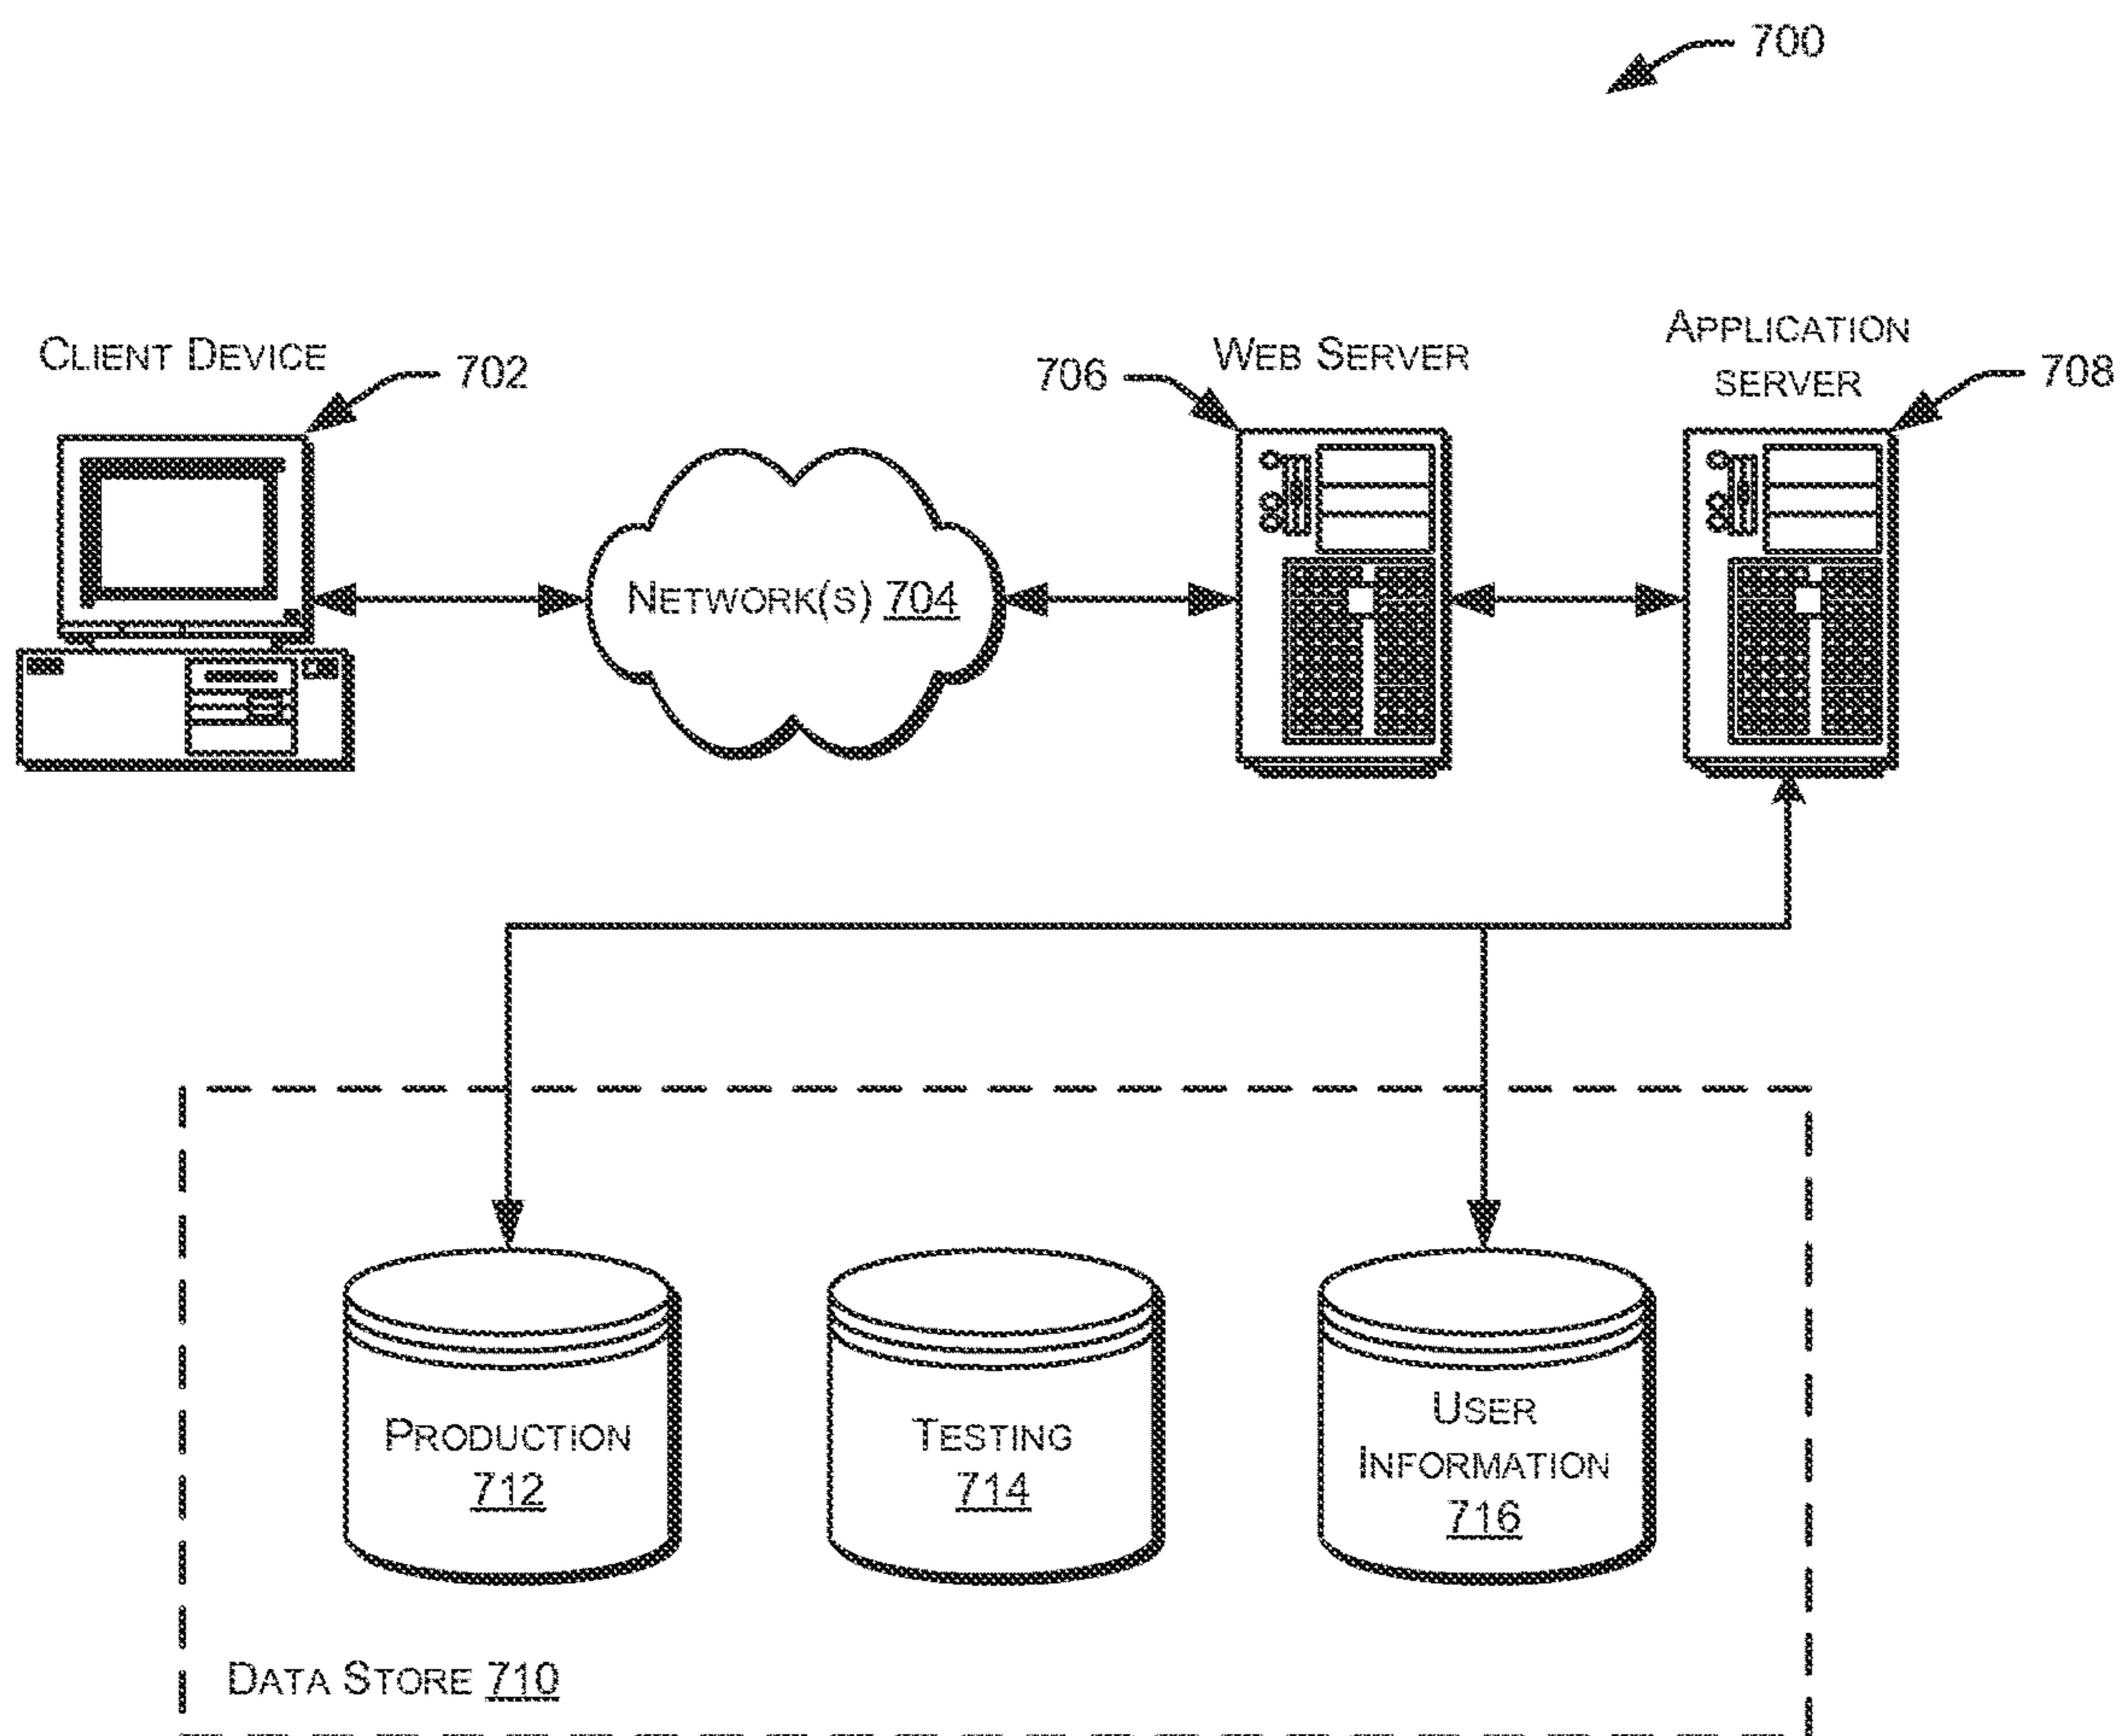 700
CLIENT DEVICE
702
706
WEB SERVER
APPLICATION
SERVER
708
NETWORK(S) 704
PRODUCTION
712
TESTING
714
USER
INFORMATION
716
DATA STORE 710